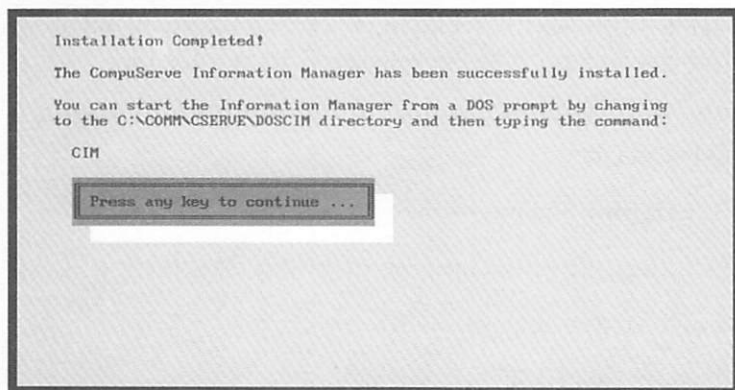 Installation Completed!
The CompuServe Information Manager has been successfully installed.
You can start the Information Manager from a DOS prompt by changing
to the C:\COMM\CSERVE\DOSCIM directory and then typing the command:
CIM
Press any key to continue ...